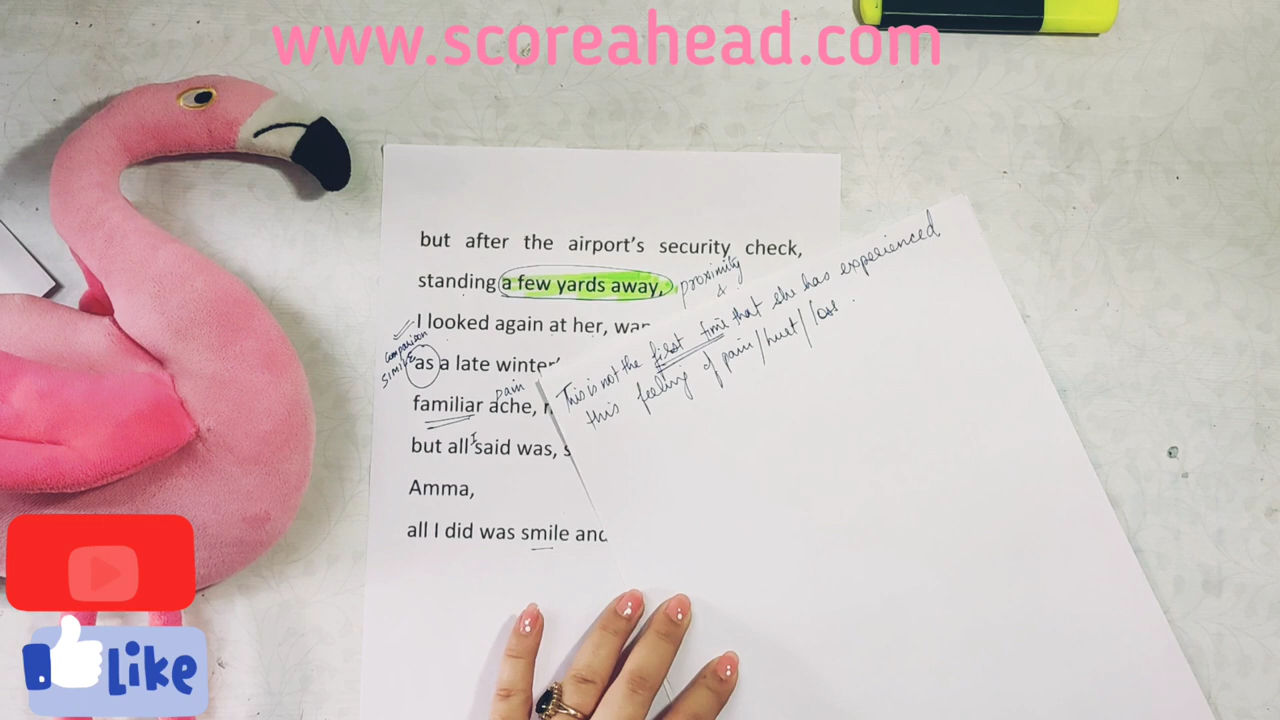 www.scoreahead.com
but after the airport's security check,
standing a few yards away, proximity
&
I looked again at her, wan
comparison
simile
as a late winter'
pain
familiar ache,
but all I said was, s
Amma,
all I did was smile and
This is not the first time that she has experienced
this feeling of pain/hurt/loss.
Like